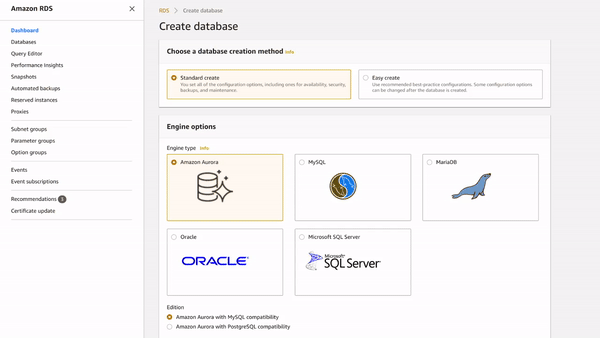 Amazon RDS
Dashboard
Databases
Query Editor
Performance Insights
Snapshots
Automated backups
Reserved instances
Proxies
Subnet groups
Parameter groups
Option groups
Events
Event subscriptions
Recommendations
Certificate update
RDS
Create database
Create database
Choose a database creation method Info
Standard create
You set all of the configuration options, including ones for availability, security,
backups, and maintenance.
Easy create
Use recommended best-practice configurations. Some configuration options
can be changed after the database is created.
Engine options
Engine type Info
Amazon Aurora
MySQL
MariaDB
Oracle
ORACLE
Microsoft SQL Server
Microsoft
SQL Server
Edition
Amazon Aurora with MySQL compatibility
Amazon Aurora with PostgreSQL compatibility